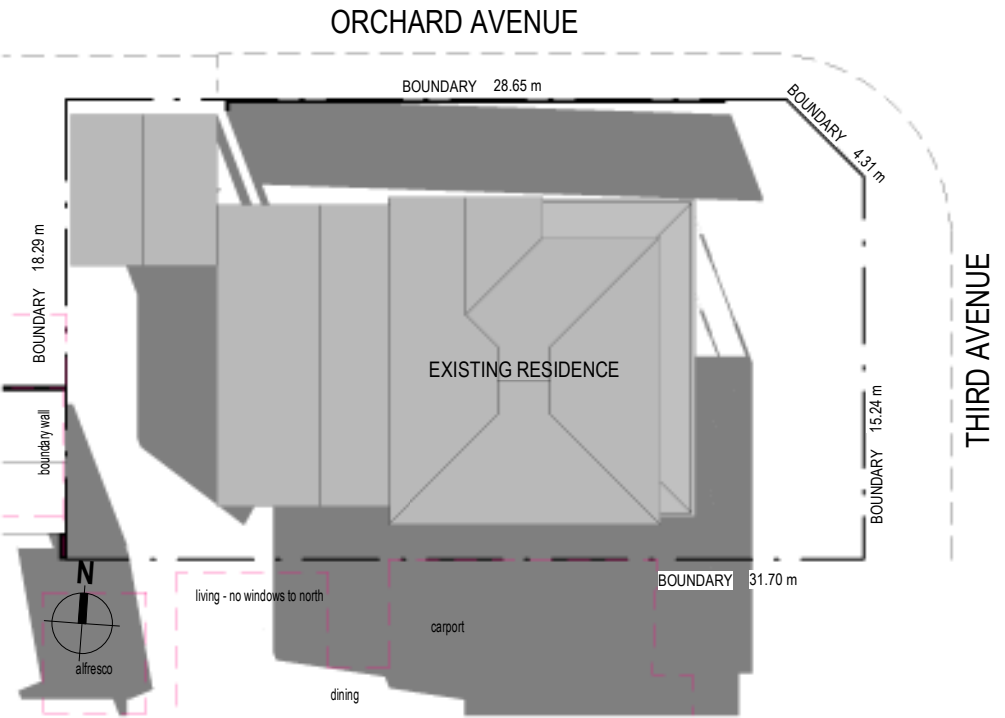 ORCHARD AVENUE
BOUNDARY 28.65 m
BOUNDARY 4.31 m
BOUNDARY 18.29 m
THIRD AVENUE
EXISTING RESIDENCE
boundary wall
BOUNDARY 15.24 m
N
living - no windows to north
BOUNDARY 31.70 m
carport
alfresco
dining